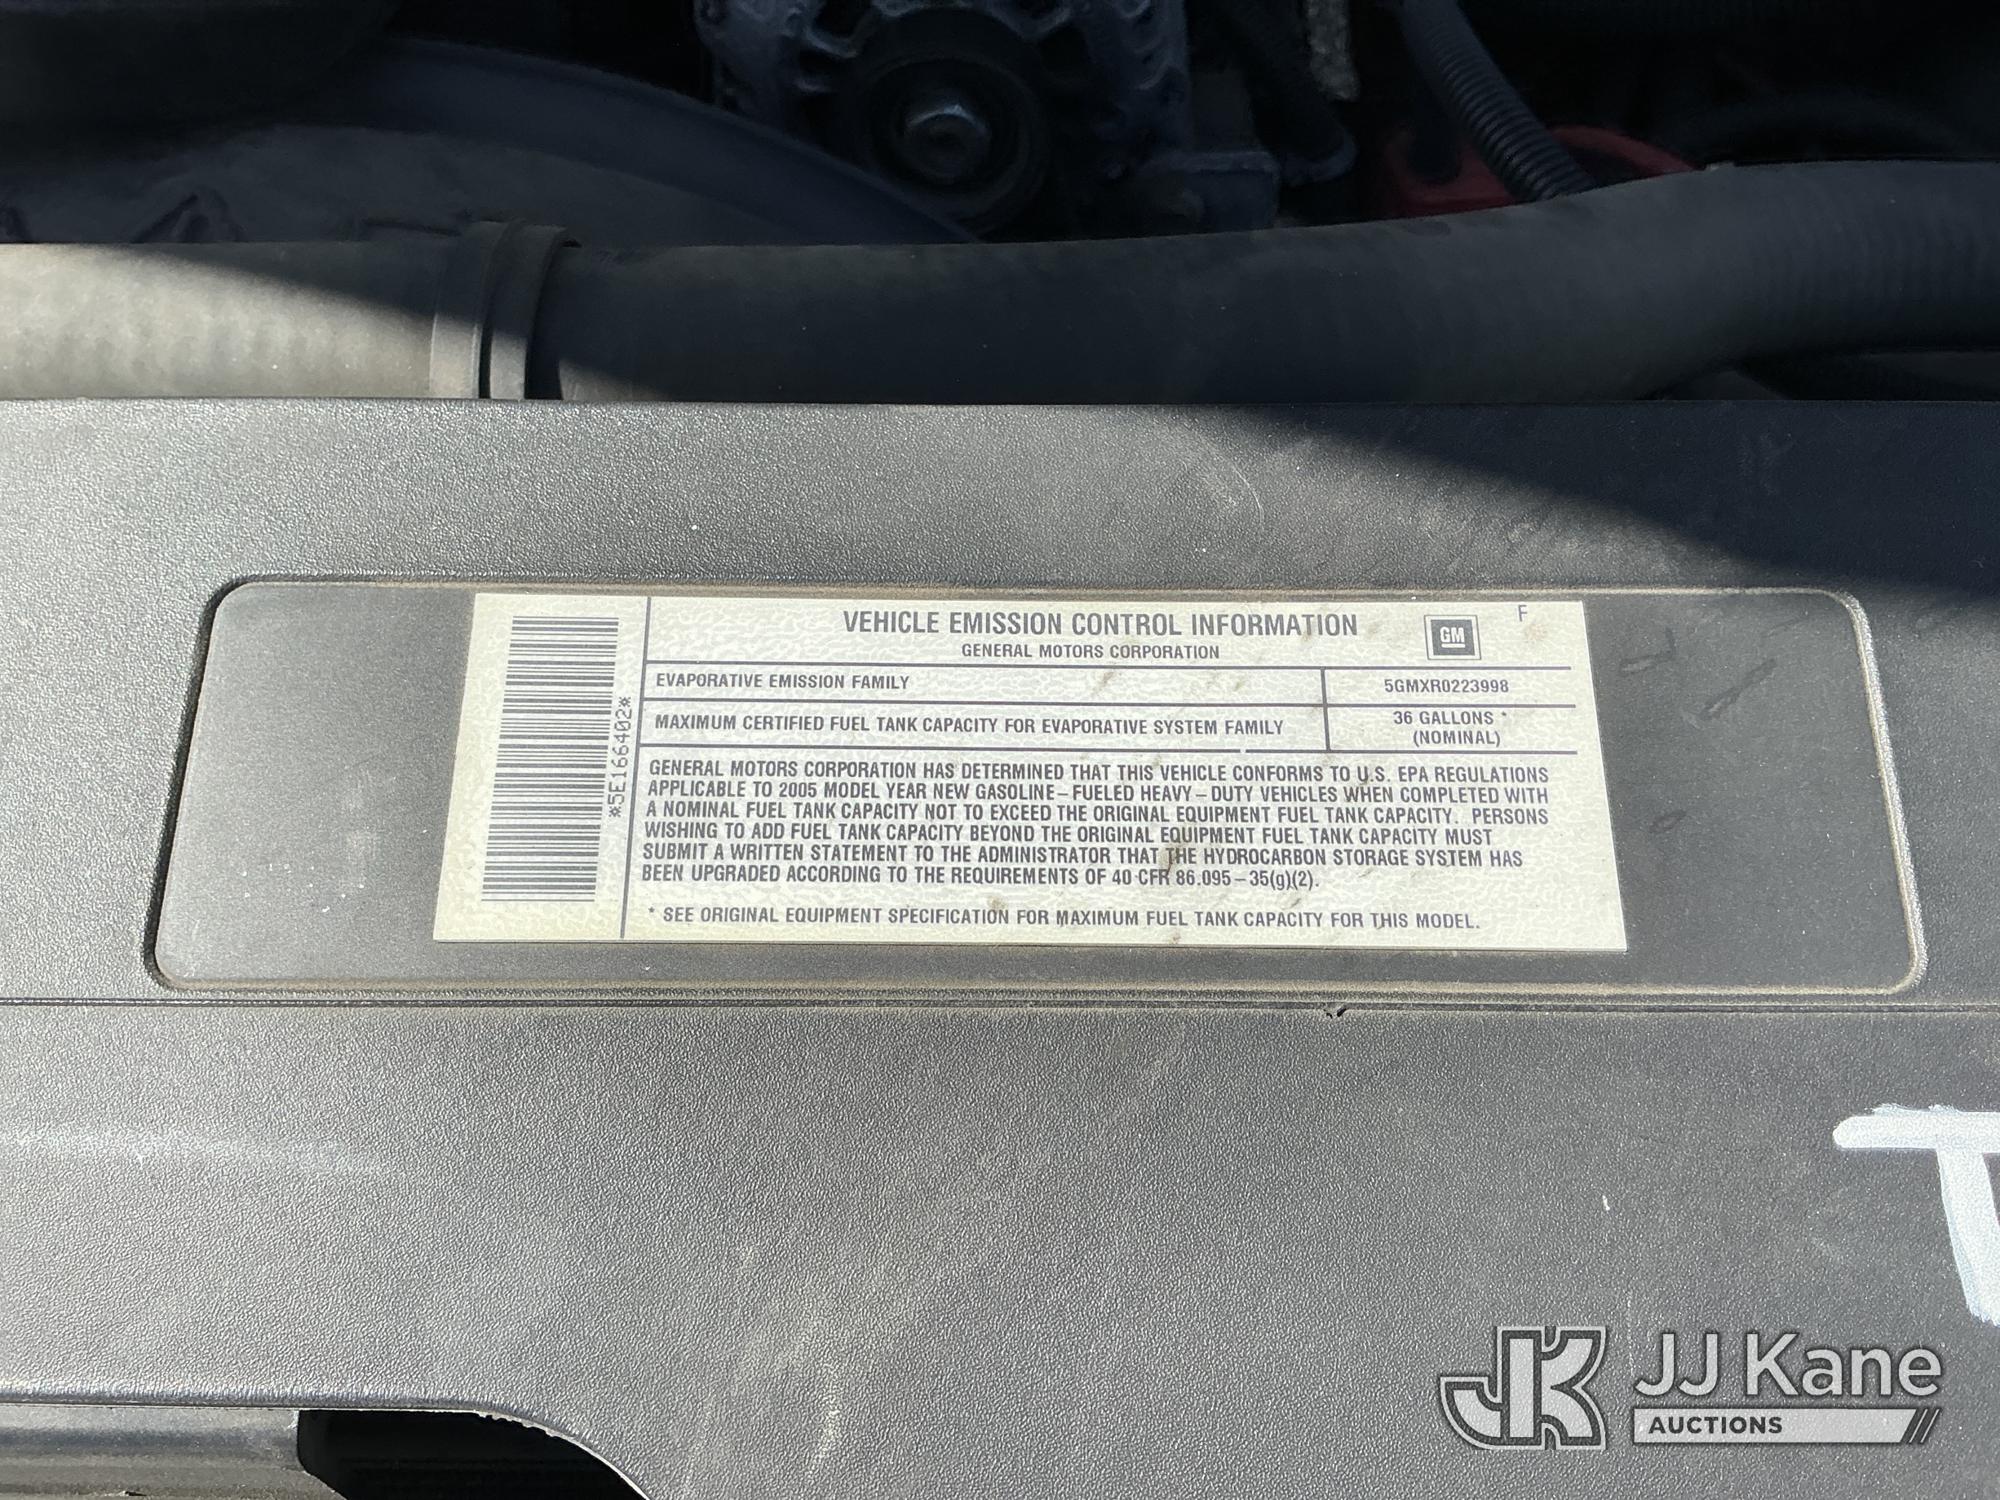 VEHICLE EMISSION CONTROL INFORMATION
GENERAL MOTORS CORPORATION
GM
F
EVAPORATIVE EMISSION FAMILY
5GMXR0223998
MAXIMUM CERTIFIED FUEL TANK CAPACITY FOR EVAPORATIVE SYSTEM FAMILY
36 GALLONS *
(NOMINAL)
*5E166402*
GENERAL MOTORS CORPORATION HAS DETERMINED THAT THIS VEHICLE CONFORMS TO U.S. EPA REGULATIONS
APPLICABLE TO 2005 MODEL YEAR NEW GASOLINE-FUELED HEAVY-DUTY VEHICLES WHEN COMPLETED WITH
A NOMINAL FUEL TANK CAPACITY NOT TO EXCEED THE ORIGINAL EQUIPMENT FUEL TANK CAPACITY. PERSONS
WISHING TO ADD FUEL TANK CAPACITY BEYOND THE ORIGINAL EQUIPMENT FUEL TANK CAPACITY MUST
SUBMIT A WRITTEN STATEMENT TO THE ADMINISTRATOR THAT THE HYDROCARBON STORAGE SYSTEM HAS
BEEN UPGRADED ACCORDING TO THE REQUIREMENTS OF 40 CFR 86.095-35(g)(2).
* SEE ORIGINAL EQUIPMENT SPECIFICATION FOR MAXIMUM FUEL TANK CAPACITY FOR THIS MODEL.
T
JK JJ Kane
AUCTIONS